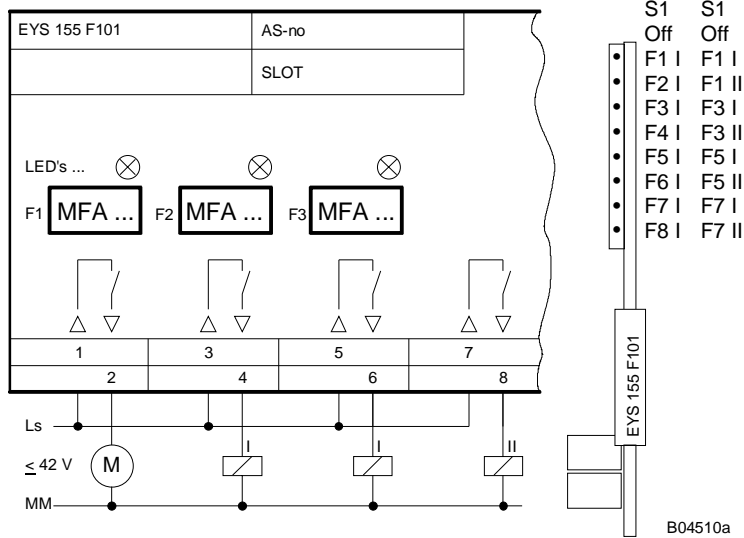 EYS 155 F101 AS-no
SLOT
LED's ...
F1 MFA ... F2 MFA ... F3 MFA ...
1 3 5 7
2 4 6 8
Ls
I I II
≤ 42 V M
MM
S1 S1
Off Off
F1 I F1 I
F2 I F1 II
F3 I F3 I
F4 I F3 II
F5 I F5 I
F6 I F5 II
F7 I F7 I
F8 I F7 II
EYS 155 F101
B04510a